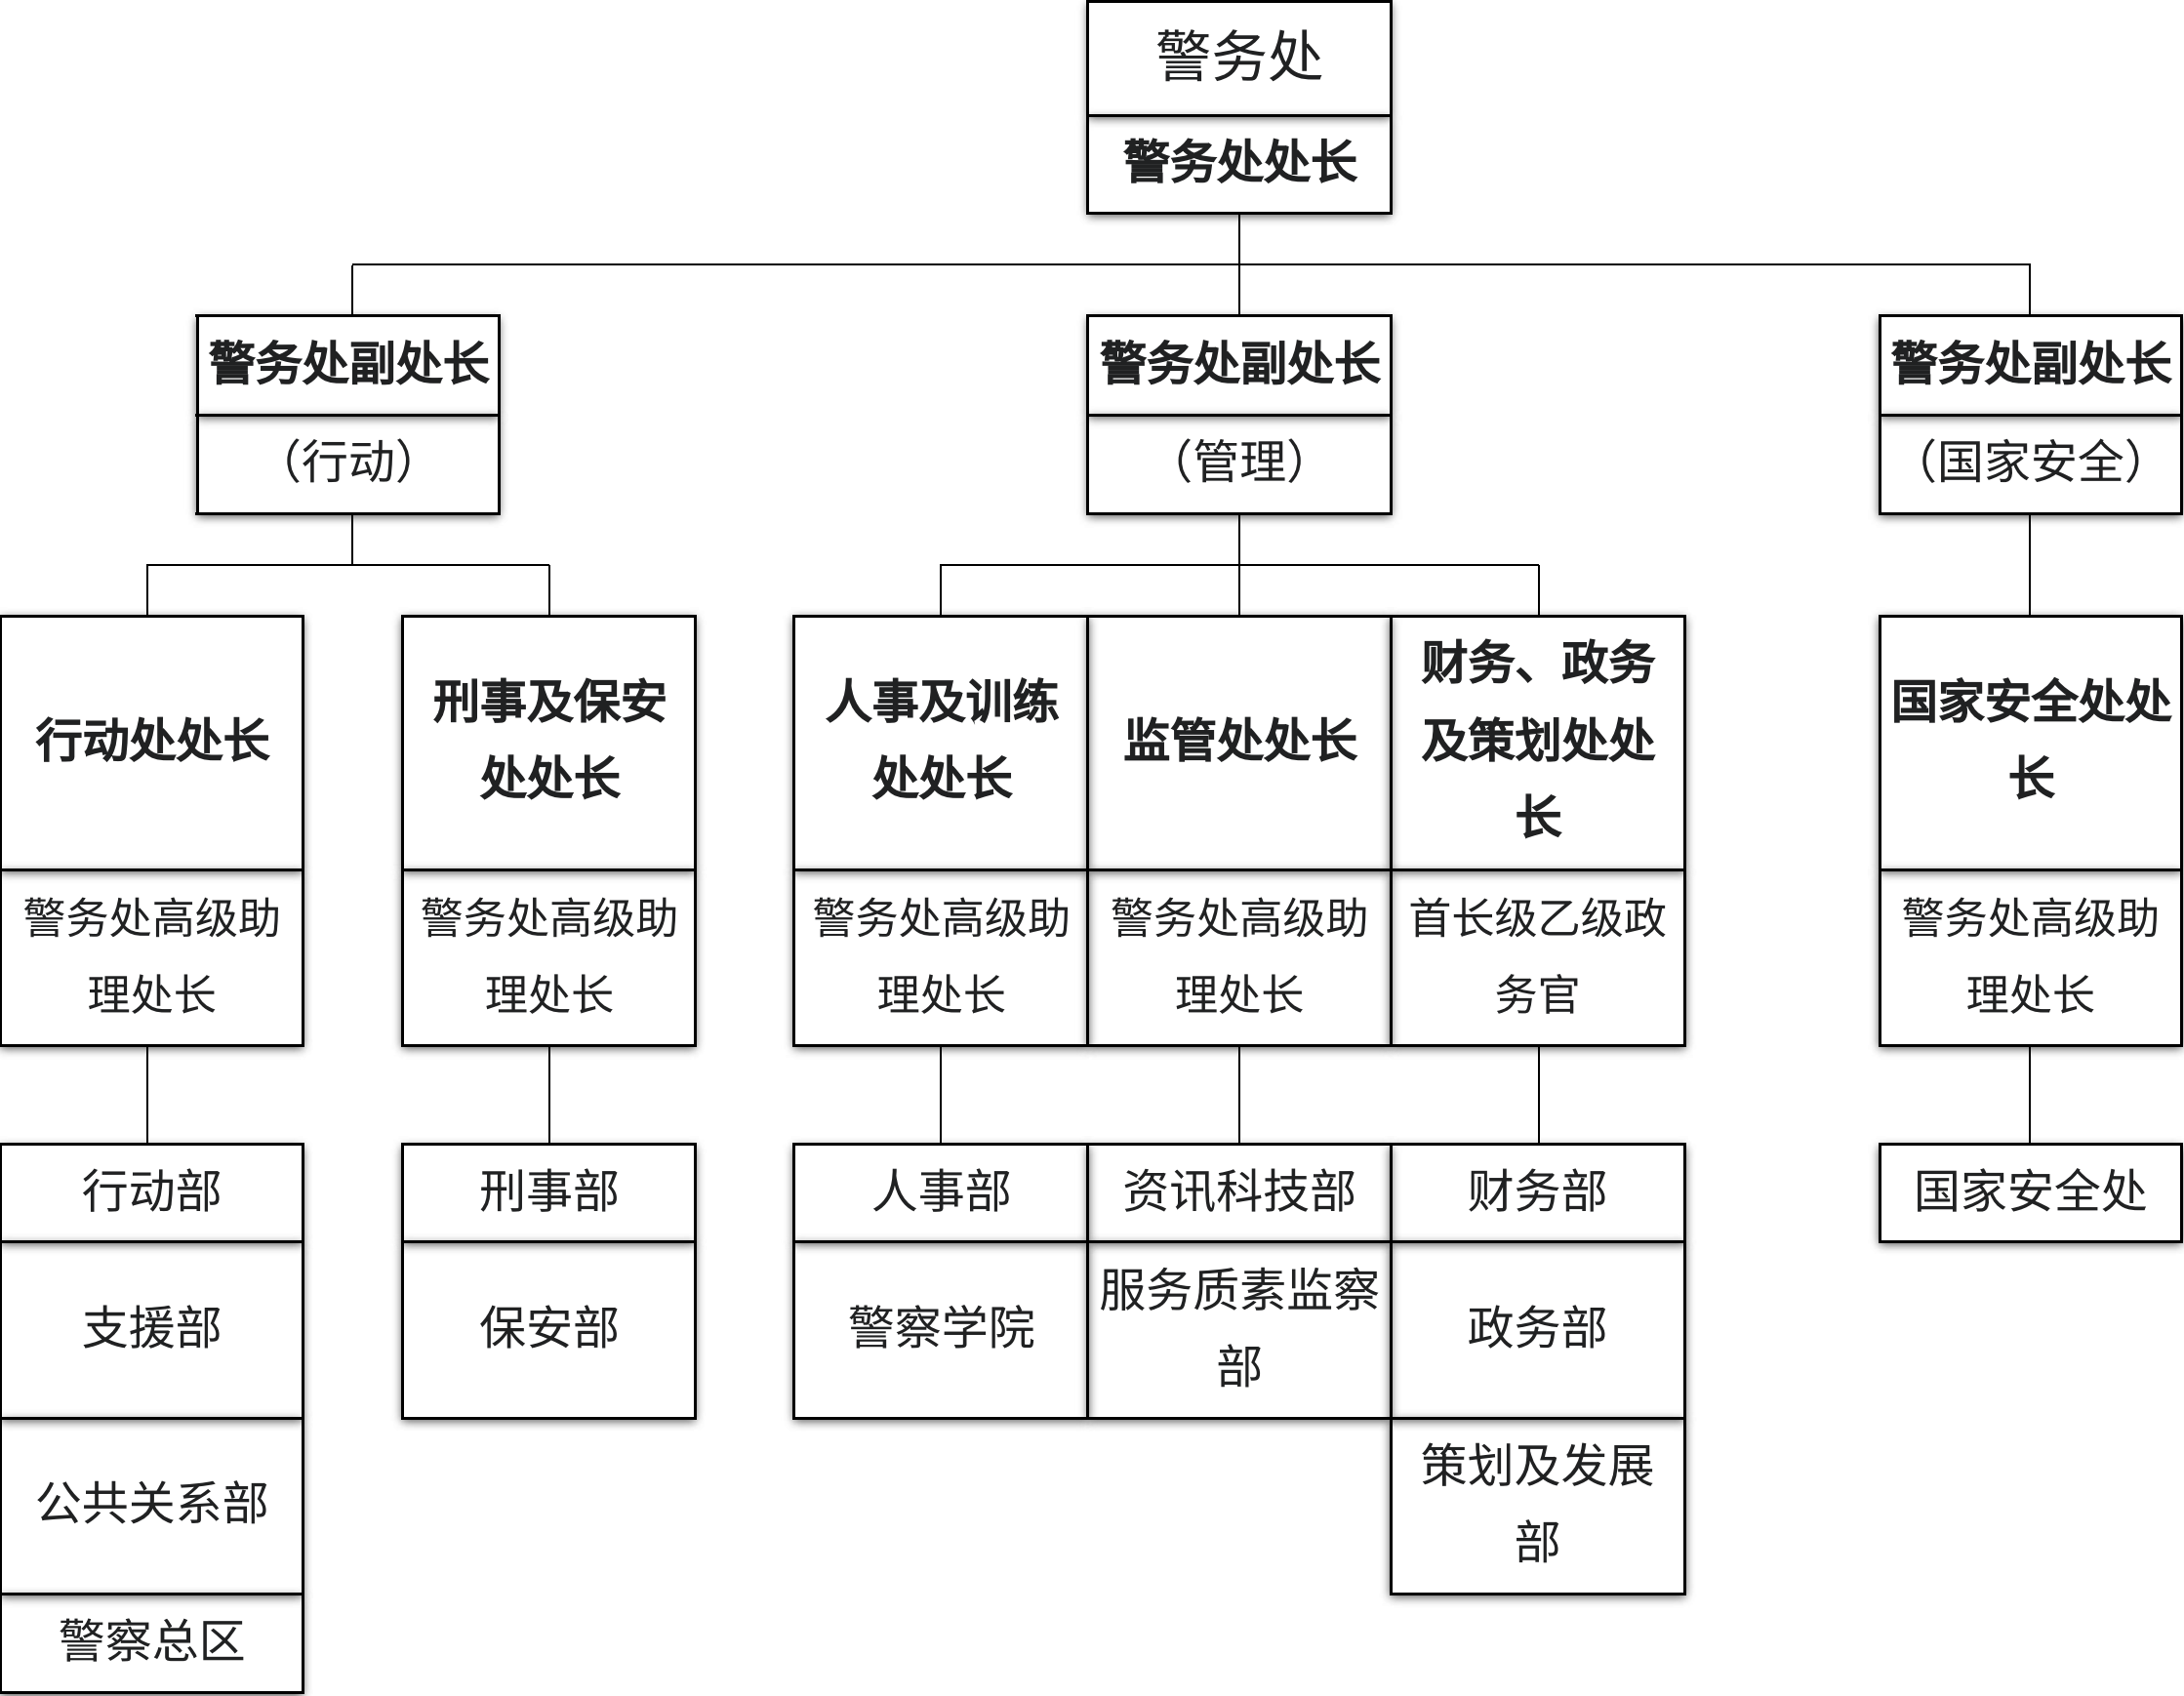 警务处
警务处处长
警务处副处长
（行动）
警务处副处长
（管理）
警务处副处长
（国家安全）
行动处处长
警务处高级助
理处长
刑事及保安
处处长
警务处高级助
理处长
人事及训练
处处长
警务处高级助
理处长
监管处处长
警务处高级助
理处长
财务、政务
及策划处处
长
首长级乙级政
务官
国家安全处处
长
警务处高级助
理处长
行动部
支援部
公共关系部
警察总区
刑事部
保安部
人事部
警察学院
资讯科技部
服务质素监察
部
财务部
政务部
策划及发展
部
国家安全处